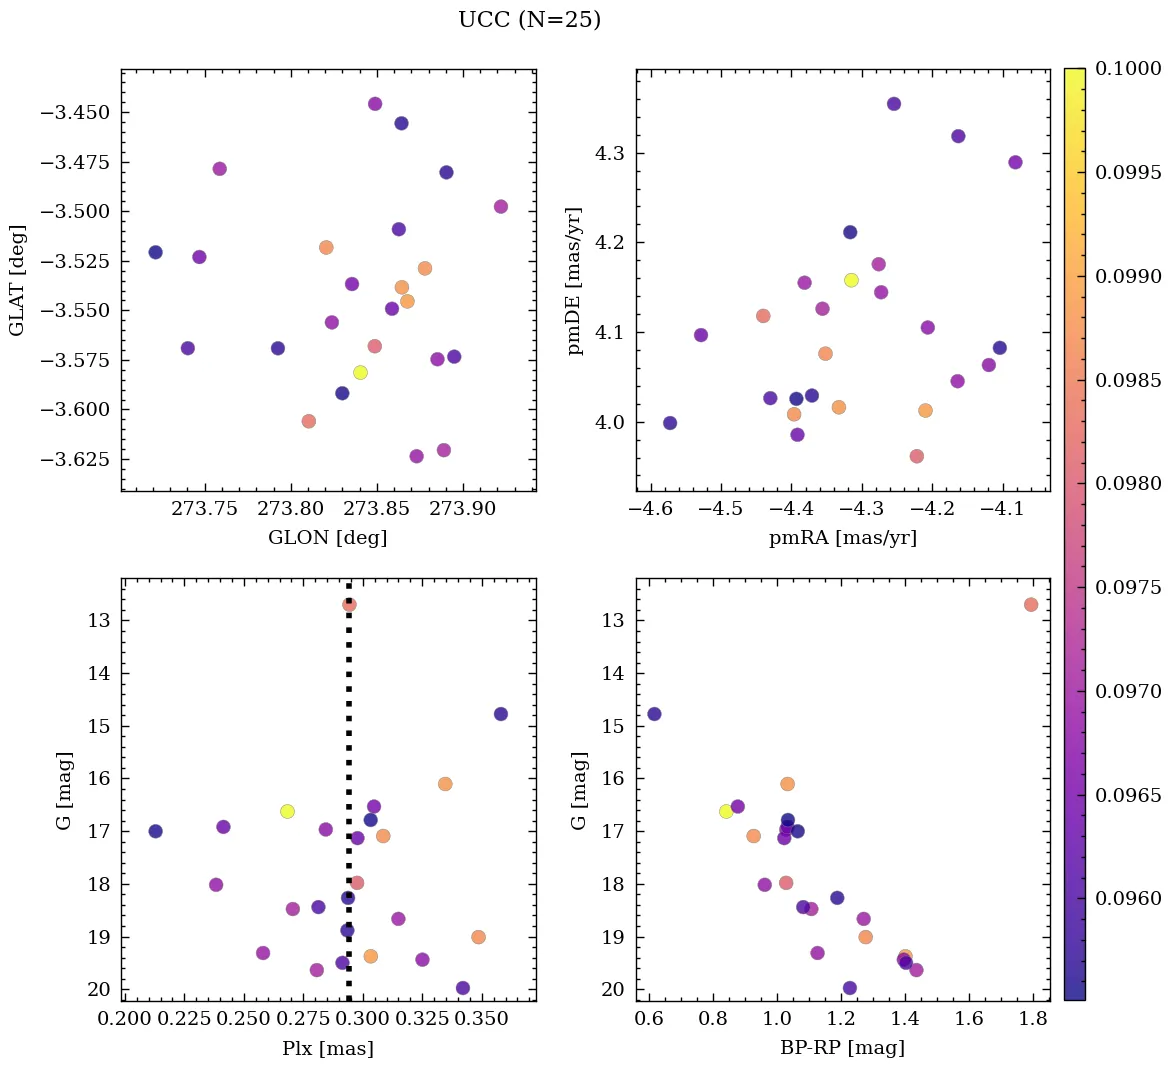 UCC (N=25)
−3.450
−3.475
−3.500
−3.525
−3.550
−3.575
−3.600
−3.625
GLAT [deg]
273.75 273.80 273.85 273.90
GLON [deg]
4.3
4.2
4.1
4.0
pmDE [mas/yr]
−4.6 −4.5 −4.4 −4.3 −4.2 −4.1
pmRA [mas/yr]
13
14
15
16
17
18
19
20
G [mag]
0.200 0.225 0.250 0.275 0.300 0.325 0.350
Plx [mas]
13
14
15
16
17
18
19
20
G [mag]
0.6 0.8 1.0 1.2 1.4 1.6 1.8
BP-RP [mag]
0.1000
0.0995
0.0990
0.0985
0.0980
0.0975
0.0970
0.0965
0.0960